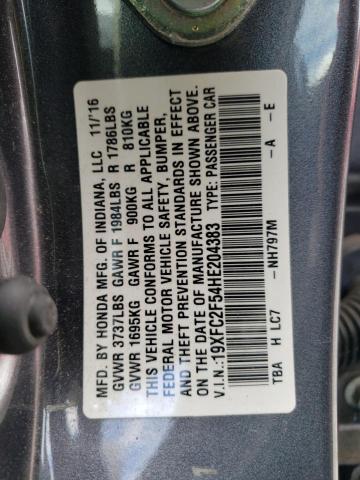 MFD. BY HONDA MFG. OF INDIANA, LLC 11/'16
GVWR 3737LBS GAWR F 1984LBS R 1786LBS
GVWR 1695KG GAWR F 900KG R 810KG
THIS VEHICLE CONFORMS TO ALL APPLICABLE
FEDERAL MOTOR VEHICLE SAFETY, BUMPER,
AND THEFT PREVENTION STANDARDS IN EFFECT
ON THE DATE OF MANUFACTURE SHOWN ABOVE.
V.I.N.:19XFC2F54HE204383 TYPE: PASSENGER CAR
TBA H LC7 -NH797M -A -E